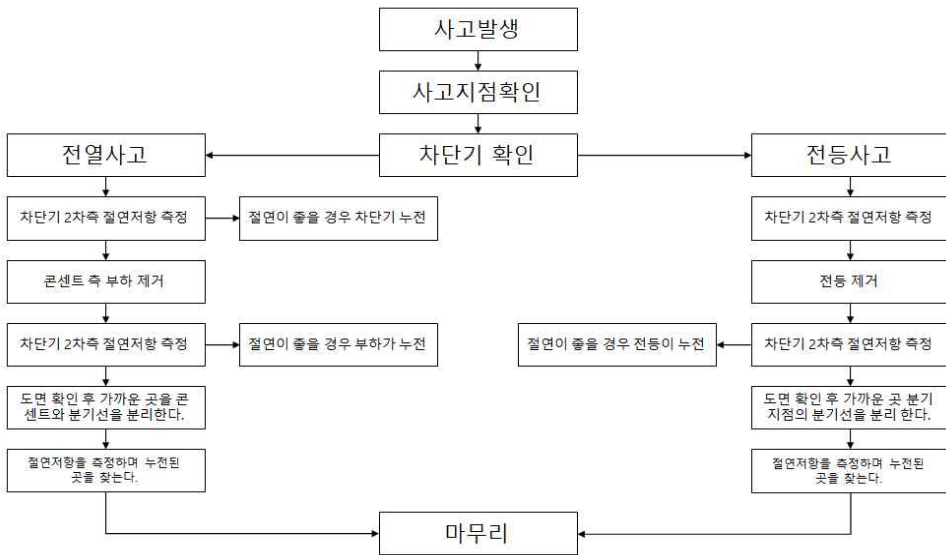 사고발생
사고지점확인
전열사고
차단기 확인
전등사고
차단기 2차측 절연저항 측정
절연이 좋을 경우 차단기 누전
차단기 2차측 절연저항 측정
콘센트 측 부하 제거
전등 제거
차단기 2차측 절연저항 측정
절연이 좋을 경우 부하가 누전
절연이 좋을 경우 전등이 누전
차단기 2차측 절연저항 측정
도면 확인 후 가까운 곳을 콘
센트와 분기선을 분리한다.
도면 확인 후 가까운 곳 분기
지점의 분기선을 분리 한다.
절연저항을 측정하며 누전된
곳을 찾는다.
절연저항을 측정하며 누전된
곳을 찾는다.
마무리